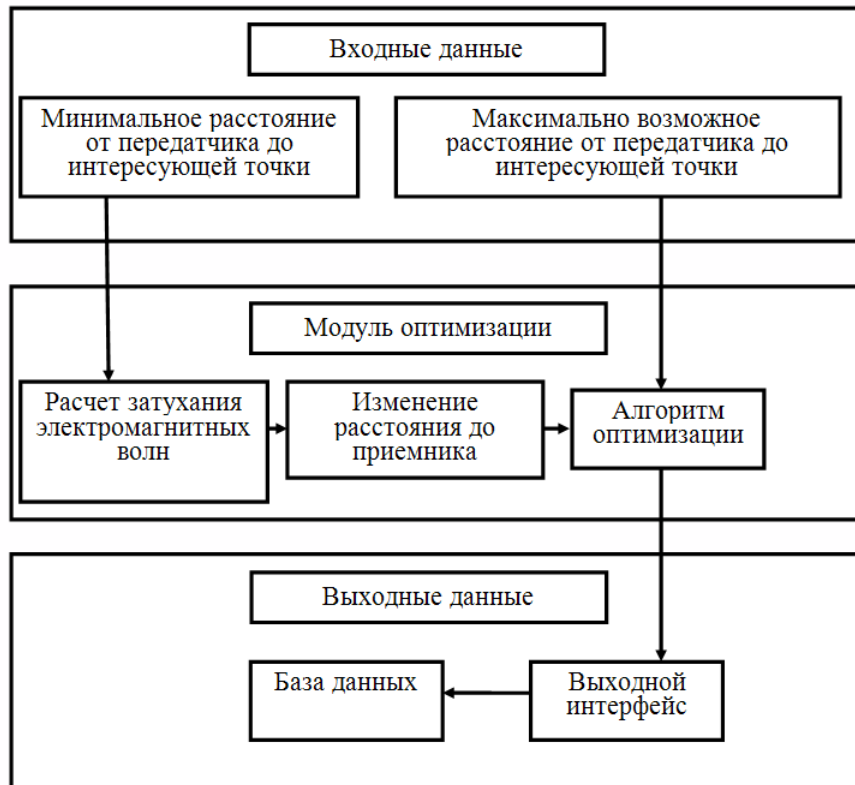 Входные данные
Минимальное расстояние
от передатчика до
интересующей точки
Максимально возможное
расстояние от передатчика до
интересующей точки
Модуль оптимизации
Расчет затухания
электромагнитных
волн
Изменение
расстояния до
приемника
Алгоритм
оптимизации
Выходные данные
База данных
Выходной
интерфейс